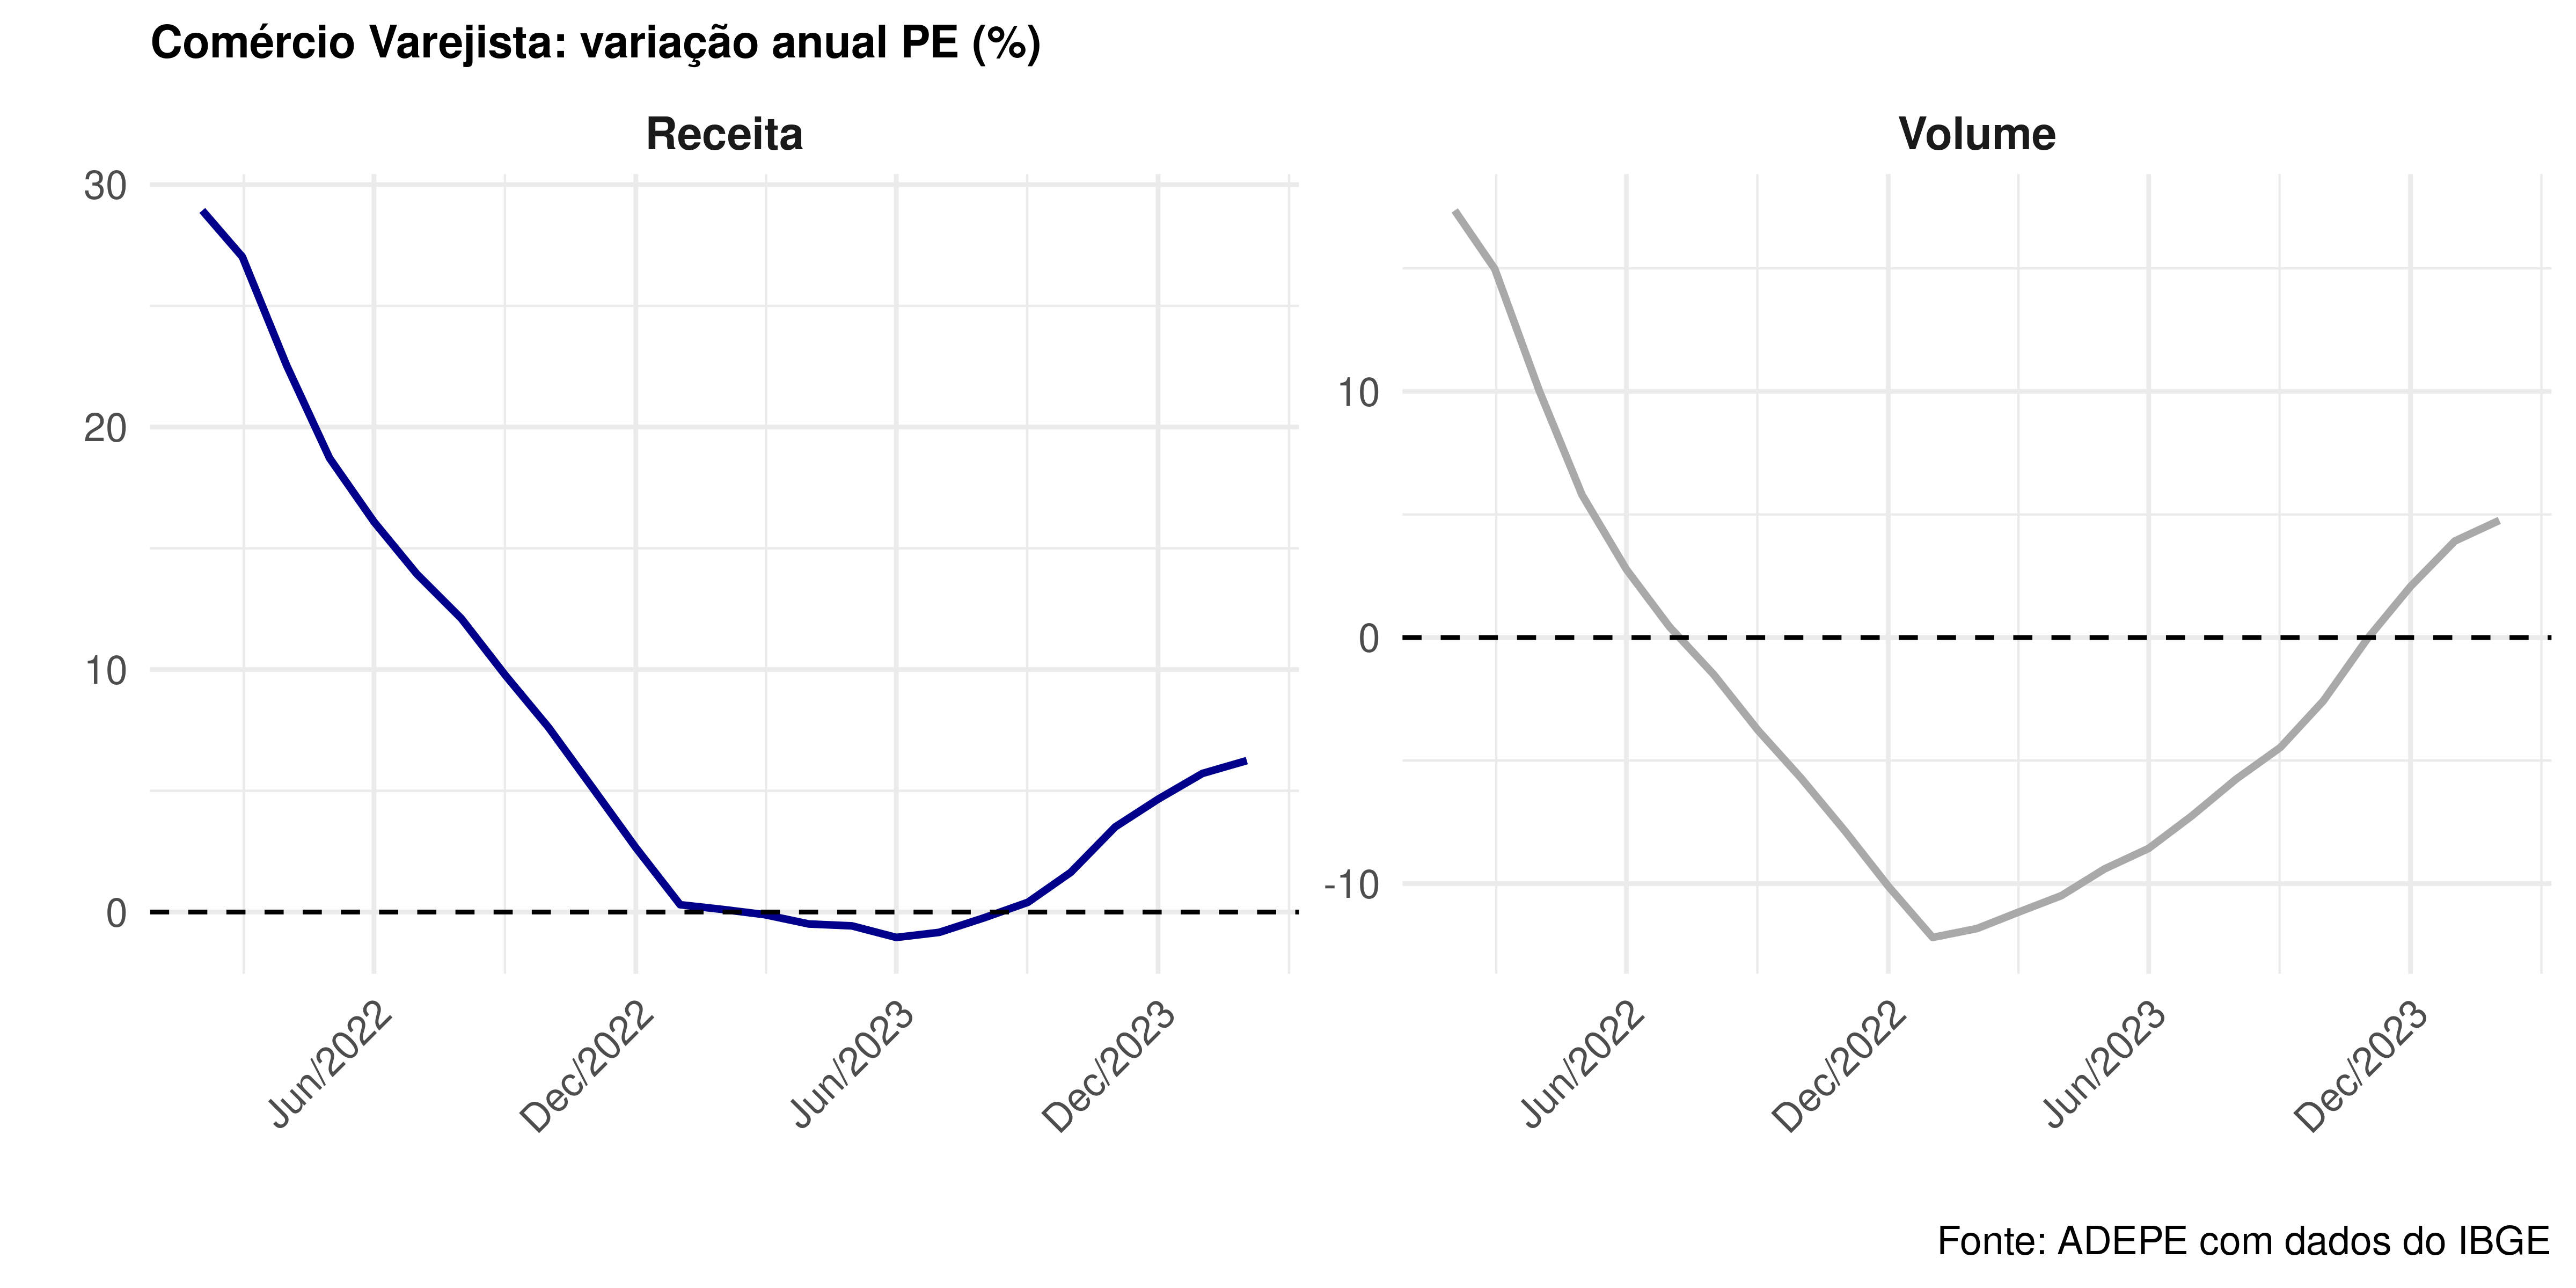 Comércio Varejista: variação anual PE (%)
Receita
30
20
10
0
Jun/2022
Dec/2022
Jun/2023
Dec/2023
Volume
10
0
-10
Jun/2022
Dec/2022
Jun/2023
Dec/2023
Fonte: ADEPE com dados do IBGE